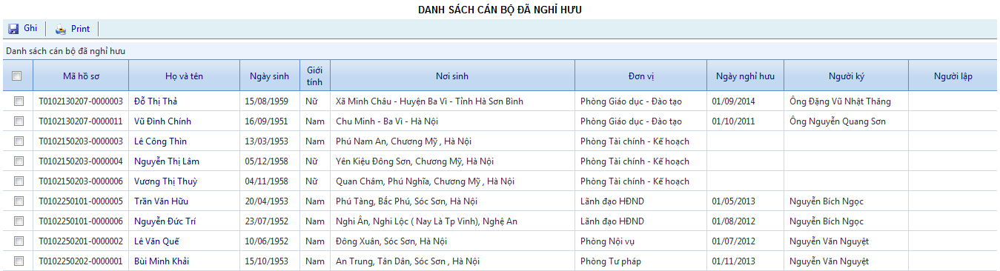 DANH SÁCH CÁN BỘ ĐÃ NGHỈ HƯU
Ghi Print
Danh sách cán bộ đã nghỉ hưu
Mã hồ sơ Họ và tên Ngày sinh Giới tính Nơi sinh Đơn vị Ngày nghỉ hưu Người ký Người lập
T0102130207-0000003 Đỗ Thị Thả 15/08/1959 Nữ Xã Minh Châu - Huyện Ba Vì - Tỉnh Hà Sơn Bình Phòng Giáo dục - Đào tạo 01/09/2014 Ông Đặng Vũ Nhật Thăng
T0102130207-0000011 Vũ Đình Chính 16/09/1951 Nam Chu Minh - Ba Vì - Hà Nội Phòng Giáo dục - Đào tạo 01/10/2011 Ông Nguyễn Quang Sơn
T0102150203-0000003 Lê Công Thìn 13/03/1953 Nam Phú Nam An, Chương Mỹ , Hà Nội Phòng Tài chính - Kế hoạch
T0102150203-0000004 Nguyễn Thị Lâm 05/12/1958 Nữ Yên Kiệu Đông Sơn, Chương Mỹ, Hà Nội Phòng Tài chính - Kế hoạch
T0102150203-0000006 Vương Thị Thuỳ 04/11/1958 Nữ Quan Châm, Phú Nghĩa, Chương Mỹ , Hà Nội Phòng Tài chính - Kế hoạch
T0102250101-0000005 Trần Văn Hữu 20/04/1953 Nam Phú Tàng, Bắc Phú, Sóc Sơn, Hà Nội Lãnh đạo HĐND 01/05/2013 Nguyễn Bích Ngọc
T0102250101-0000006 Nguyễn Đức Trí 23/07/1952 Nam Nghi Ân, Nghi Lộc ( Nay Là Tp Vinh), Nghệ An Lãnh đạo HĐND 01/08/2012 Nguyễn Bích Ngọc
T0102250201-0000002 Lê Văn Quế 10/06/1952 Nam Đông Xuân, Sóc Sơn, Hà Nội Phòng Nội vụ 01/07/2012 Nguyễn Văn Nguyệt
T0102250202-0000001 Bùi Minh Khải 15/10/1953 Nam An Trung, Tân Dân, Sóc Sơn , Hà Nội Phòng Tư pháp 01/11/2013 Nguyễn Văn Nguyệt